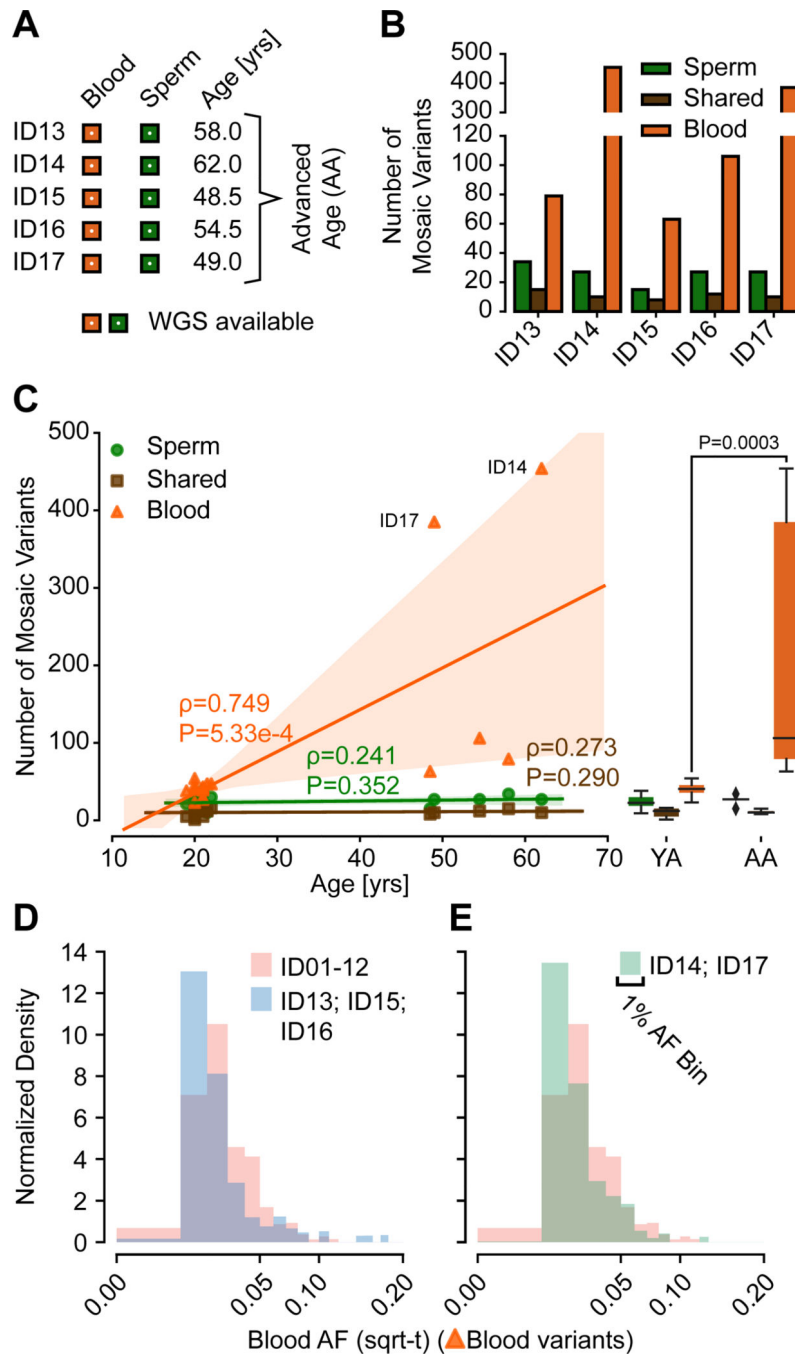 A
Blood Sperm Age [yrs]
ID13 58.0
ID14 62.0
ID15 48.5
ID16 54.5
ID17 49.0
Advanced
Age (AA)
WGS available
B
Number of
Mosaic Variants
500
400
300
120
100
80
60
40
20
0
Sperm
Shared
Blood
ID13 ID14 ID15 ID16 ID17
C
Number of Mosaic Variants
500
400
300
200
100
0
Sperm
Shared
Blood
ID17
ID14
P=0.0003
ρ=0.749
P=5.33e-4
ρ=0.241
P=0.352
ρ=0.273
P=0.290
10 20 30 40 50 60 70
Age [yrs]
YA AA
D
Normalized Density
14
12
10
8
6
4
2
0
ID01-12
ID13; ID15;
ID16
0.00 0.05 0.10 0.20
E
ID14; ID17
1% AF Bin
0.00 0.05 0.10 0.20
Blood AF (sqrt-t) (▲Blood variants)